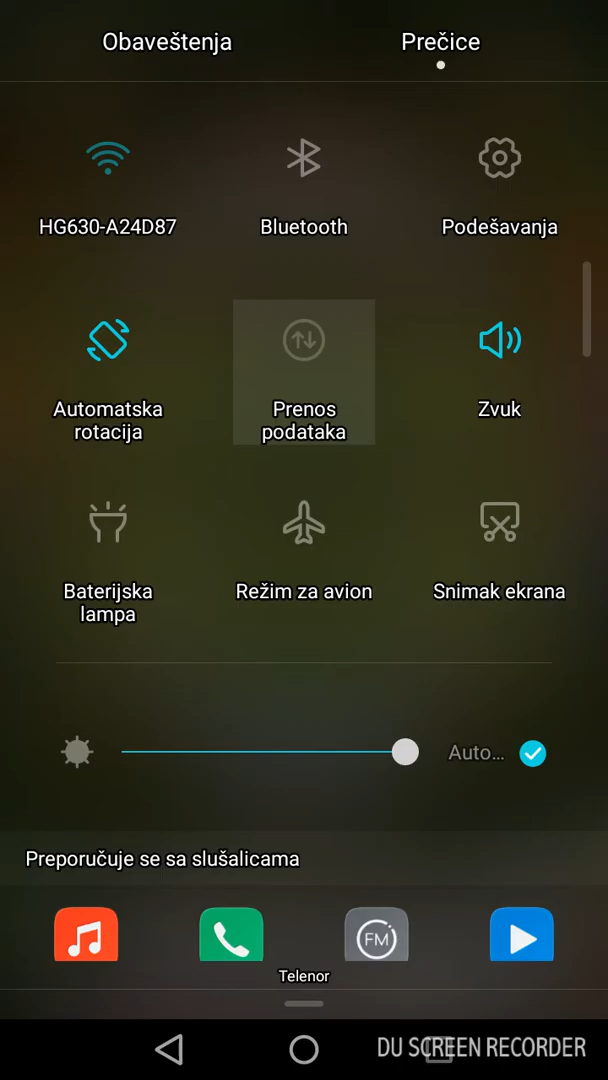 Obaveštenja
Prečice
HG630-A24D87
Bluetooth
Podešavanja
Automatska
rotacija
Prenos
podataka
Zvuk
Baterijska
lampa
Režim za avion
Snimak ekrana
Auto...
Preporučuje se sa slušalicama
FM
Telenor
DU SCREEN RECORDER